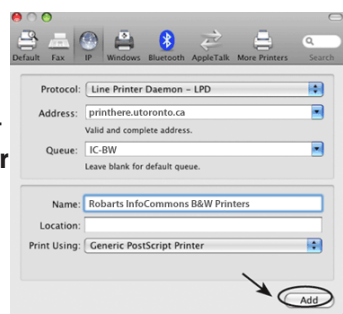 Default Fax IP Windows Bluetooth AppleTalk More Printers Search
Protocol: Line Printer Daemon – LPD
Address: printhere.utoronto.ca
Valid and complete address.
Queue: IC-BW
Leave blank for default queue.
Name: Robarts InfoCommons B&W Printers
Location:
Print Using: Generic PostScript Printer
Add